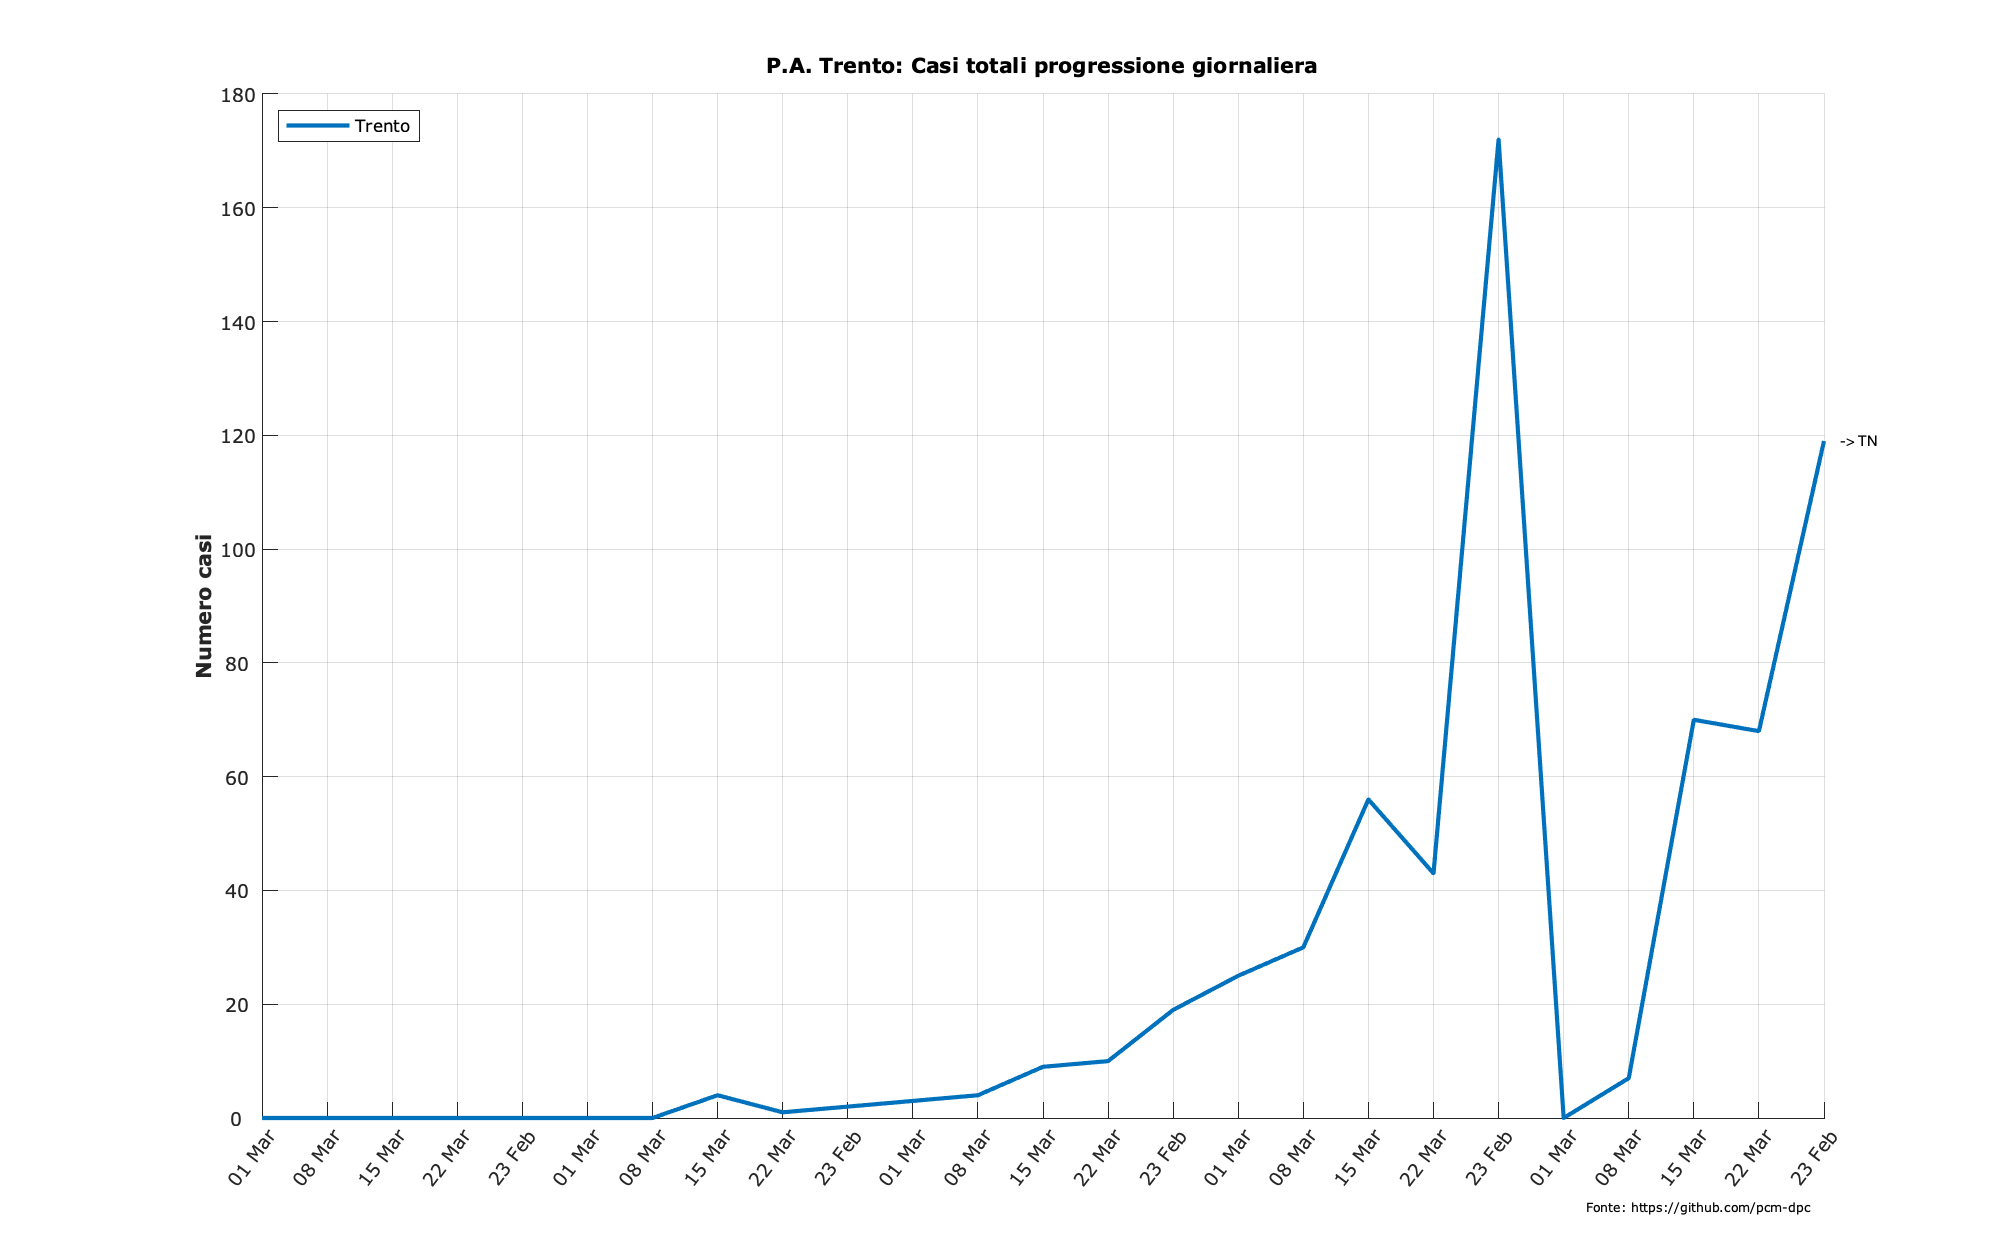 P.A. Trento: Casi totali progressione giornaliera
180
Trento
160
140
120
-> TN
100
Numero casi
80
60
40
20
0
01 Mar
08 Mar
15 Mar
22 Mar
23 Feb
01 Mar
08 Mar
15 Mar
22 Mar
23 Feb
01 Mar
08 Mar
15 Mar
22 Mar
23 Feb
01 Mar
08 Mar
15 Mar
22 Mar
23 Feb
01 Mar
08 Mar
15 Mar
22 Mar
23 Feb
Fonte: https://github.com/pcm-dpc